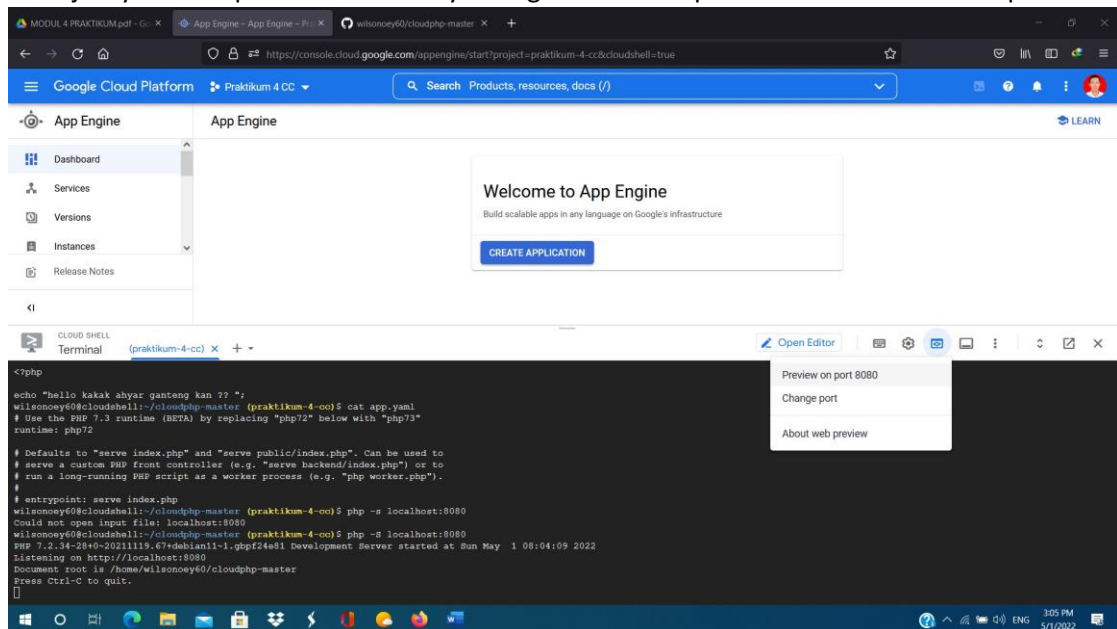 MODUL 4 PRAKTIKUM.pdf - Go
App Engine – App Engine – Pra
wilsonoey60/cloudphp-master
https://console.cloud.google.com/appengine/start?project=praktikum-4-cc&cloudshell=true
Google Cloud Platform
Praktikum 4 CC
Search Products, resources, docs (/)
App Engine
App Engine
LEARN
Dashboard
Services
Versions
Instances
Release Notes
Welcome to App Engine
Build scalable apps in any language on Google's infrastructure
CREATE APPLICATION
CLOUD SHELL
Terminal
(praktikum-4-cc)
Open Editor
Preview on port 8080
Change port
About web preview
<?php
echo "hello kakak ahyar ganteng kan ?? ";
wilsonoey60@cloudshell:~/cloudphp-master (praktikum-4-cc)$ cat app.yaml
# Use the PHP 7.3 runtime (BETA) by replacing "php72" below with "php73"
runtime: php72
# Defaults to "serve index.php" and "serve public/index.php". Can be used to
# serve a custom PHP front controller (e.g. "serve backend/index.php") or to
# run a long-running PHP script as a worker process (e.g. "php worker.php").
#
# entrypoint: serve index.php
wilsonoey60@cloudshell:~/cloudphp-master (praktikum-4-cc)$ php -s localhost:8080
Could not open input file: localhost:8080
wilsonoey60@cloudshell:~/cloudphp-master (praktikum-4-cc)$ php -S localhost:8080
PHP 7.2.34-28+0~20211119.67+debian11~1.gbpf24e81 Development Server started at Sun May 1 08:04:09 2022
Listening on http://localhost:8080
Document root is /home/wilsonoey60/cloudphp-master
Press Ctrl-C to quit.
ENG
3:05 PM
5/1/2022